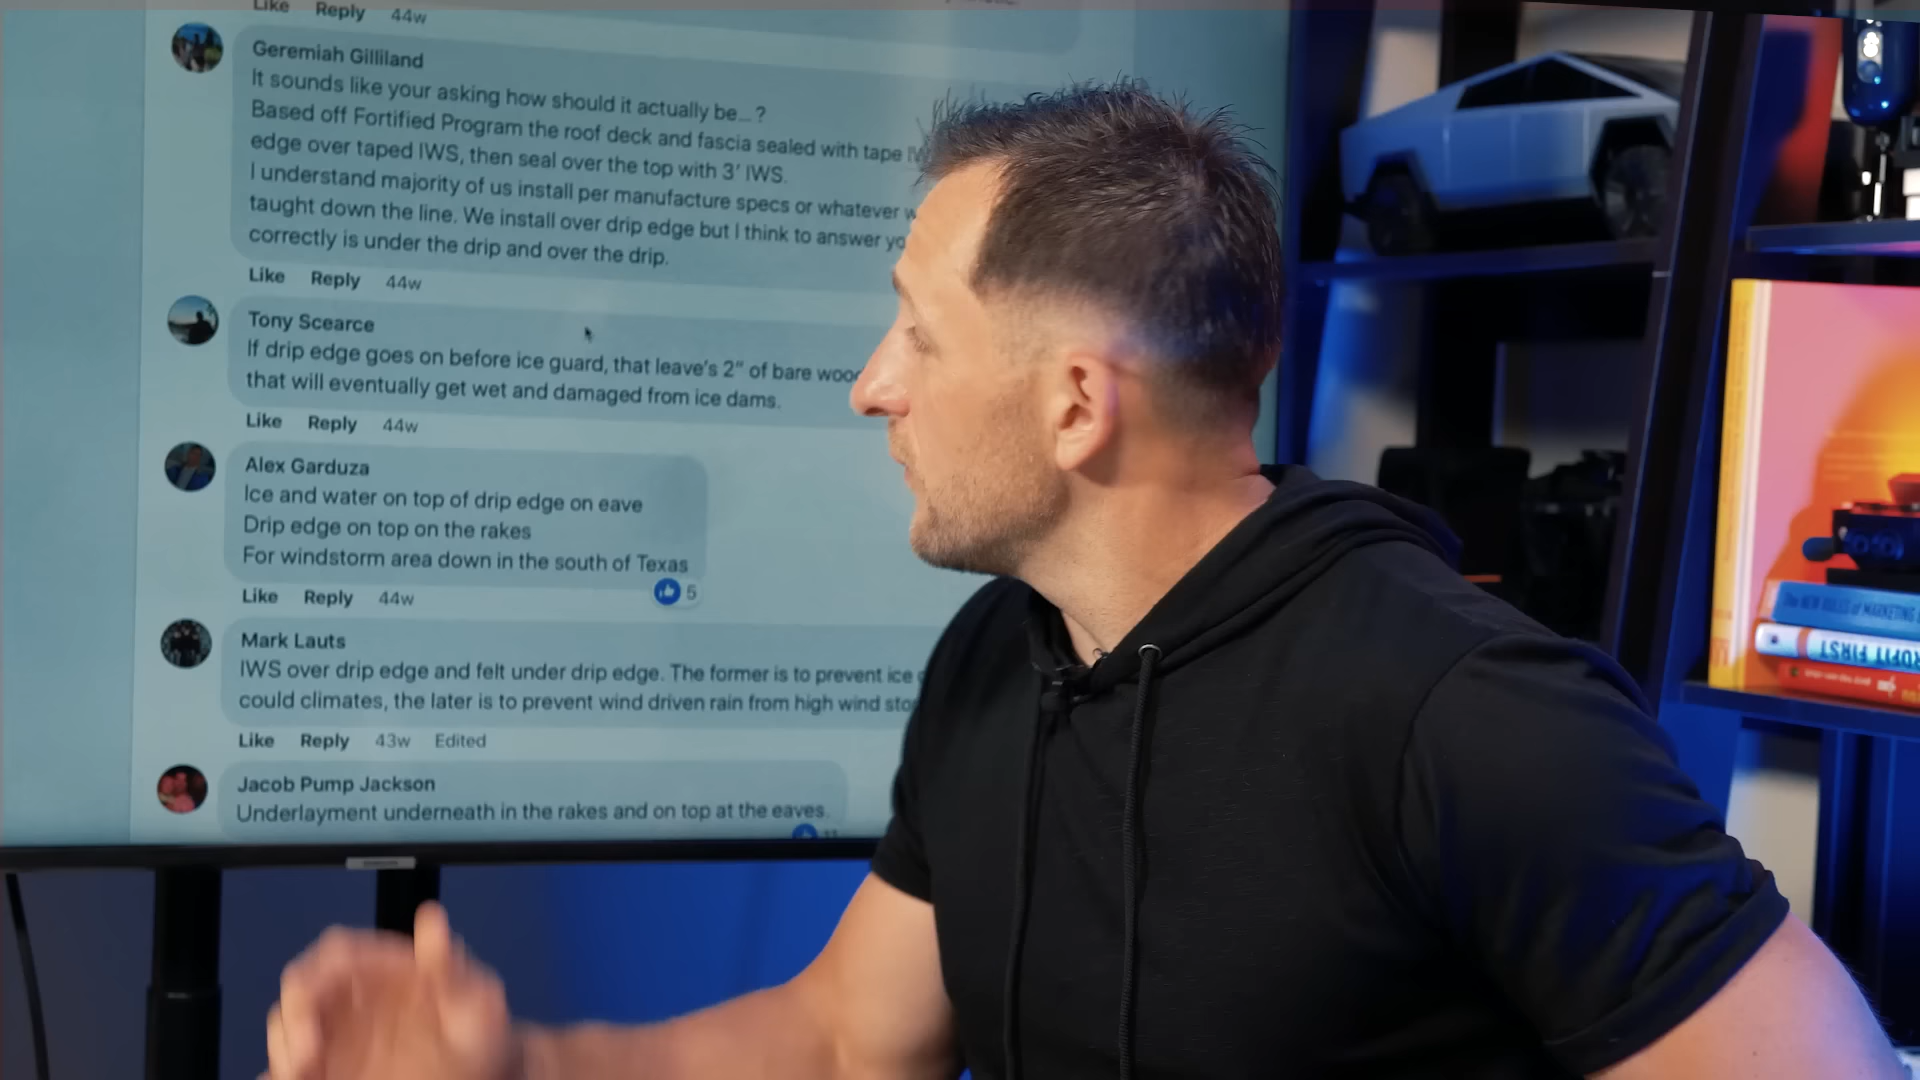 Like Reply 44w
Geremiah Gilliland
It sounds like your asking how should it actually be...?
Based off Fortified Program the roof deck and fascia sealed with tape
edge over taped IWS, then seal over the top with 3' IWS.
I understand majority of us install per manufacture specs or whatever
taught down the line. We install over drip edge but I think to answer
correctly is under the drip and over the drip.
Like Reply 44w
Tony Scearce
If drip edge goes on before ice guard, that leave's 2" of bare
that will eventually get wet and damaged from ice dams.
Like Reply 44w
Alex Garduza
Ice and water on top of drip edge on eave
Drip edge on top on the rakes
For windstorm area down in the south of Texas
5
Like Reply 44w
Mark Lauts
IWS over drip edge and felt under drip edge. The former is to prevent ice
could climates, the later is to prevent wind driven rain from high wind
Like Reply 43w Edited
Jacob Pump Jackson
Underlayment underneath in the rakes and on top at the eaves.
The NEW RULES of MARKETING
FIRST